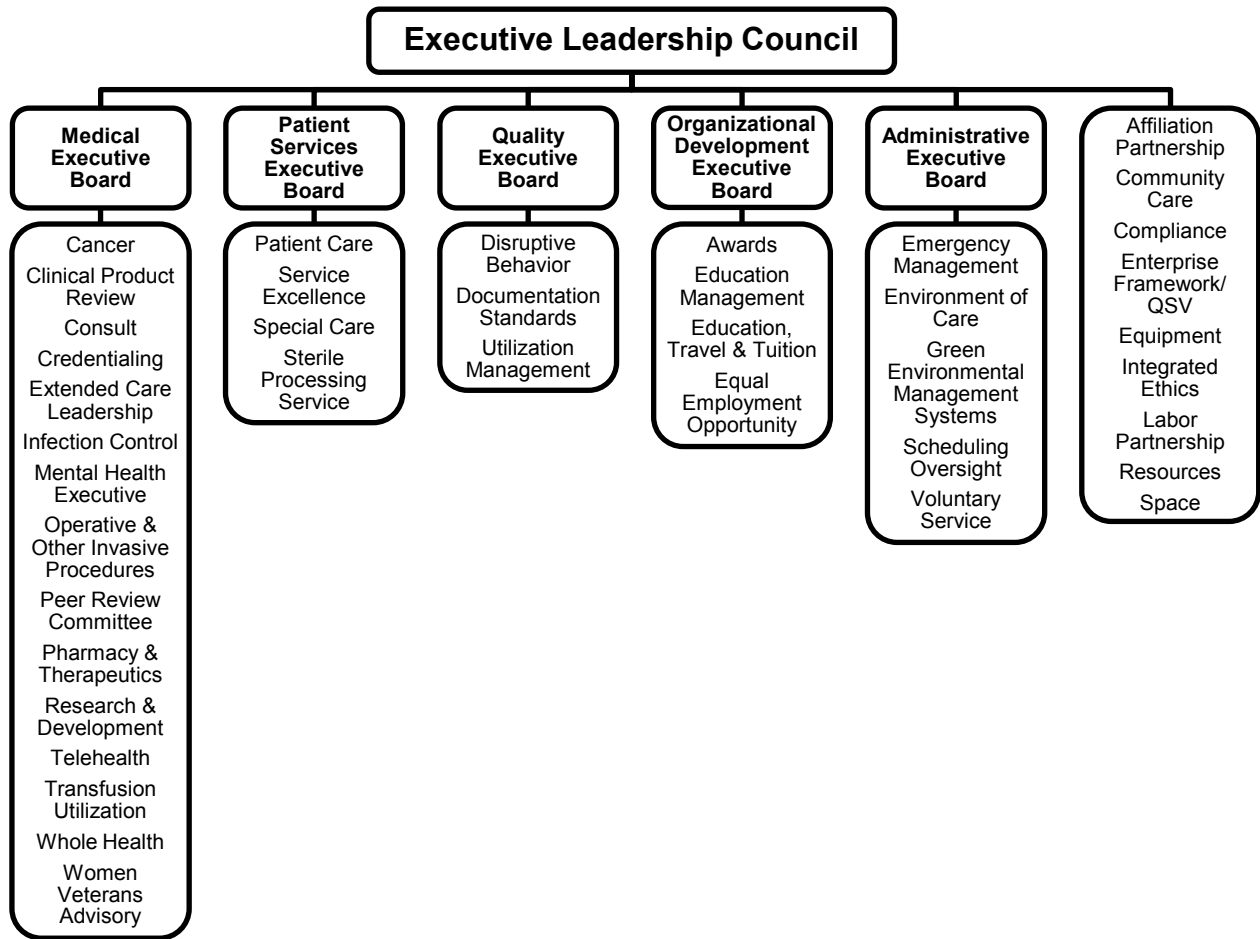 Executive Leadership Council
Medical
Executive
Board
Cancer
Clinical Product
Review
Consult
Credentialing
Extended Care
Leadership
Infection Control
Mental Health
Executive
Operative &
Other Invasive
Procedures
Peer Review
Committee
Pharmacy &
Therapeutics
Research &
Development
Telehealth
Transfusion
Utilization
Whole Health
Women
Veterans
Advisory
Patient
Services
Executive
Board
Patient Care
Service
Excellence
Special Care
Sterile
Processing
Service
Quality
Executive
Board
Disruptive
Behavior
Documentation
Standards
Utilization
Management
Organizational
Development
Executive
Board
Awards
Education
Management
Education,
Travel & Tuition
Equal
Employment
Opportunity
Administrative
Executive
Board
Emergency
Management
Environment
of Care
Green
Environmental
Management
Systems
Scheduling
Oversight
Voluntary
Service
Affiliation
Partnership
Community
Care
Compliance
Enterprise
Framework/
QSV
Equipment
Integrated
Ethics
Labor
Partnership
Resources
Space